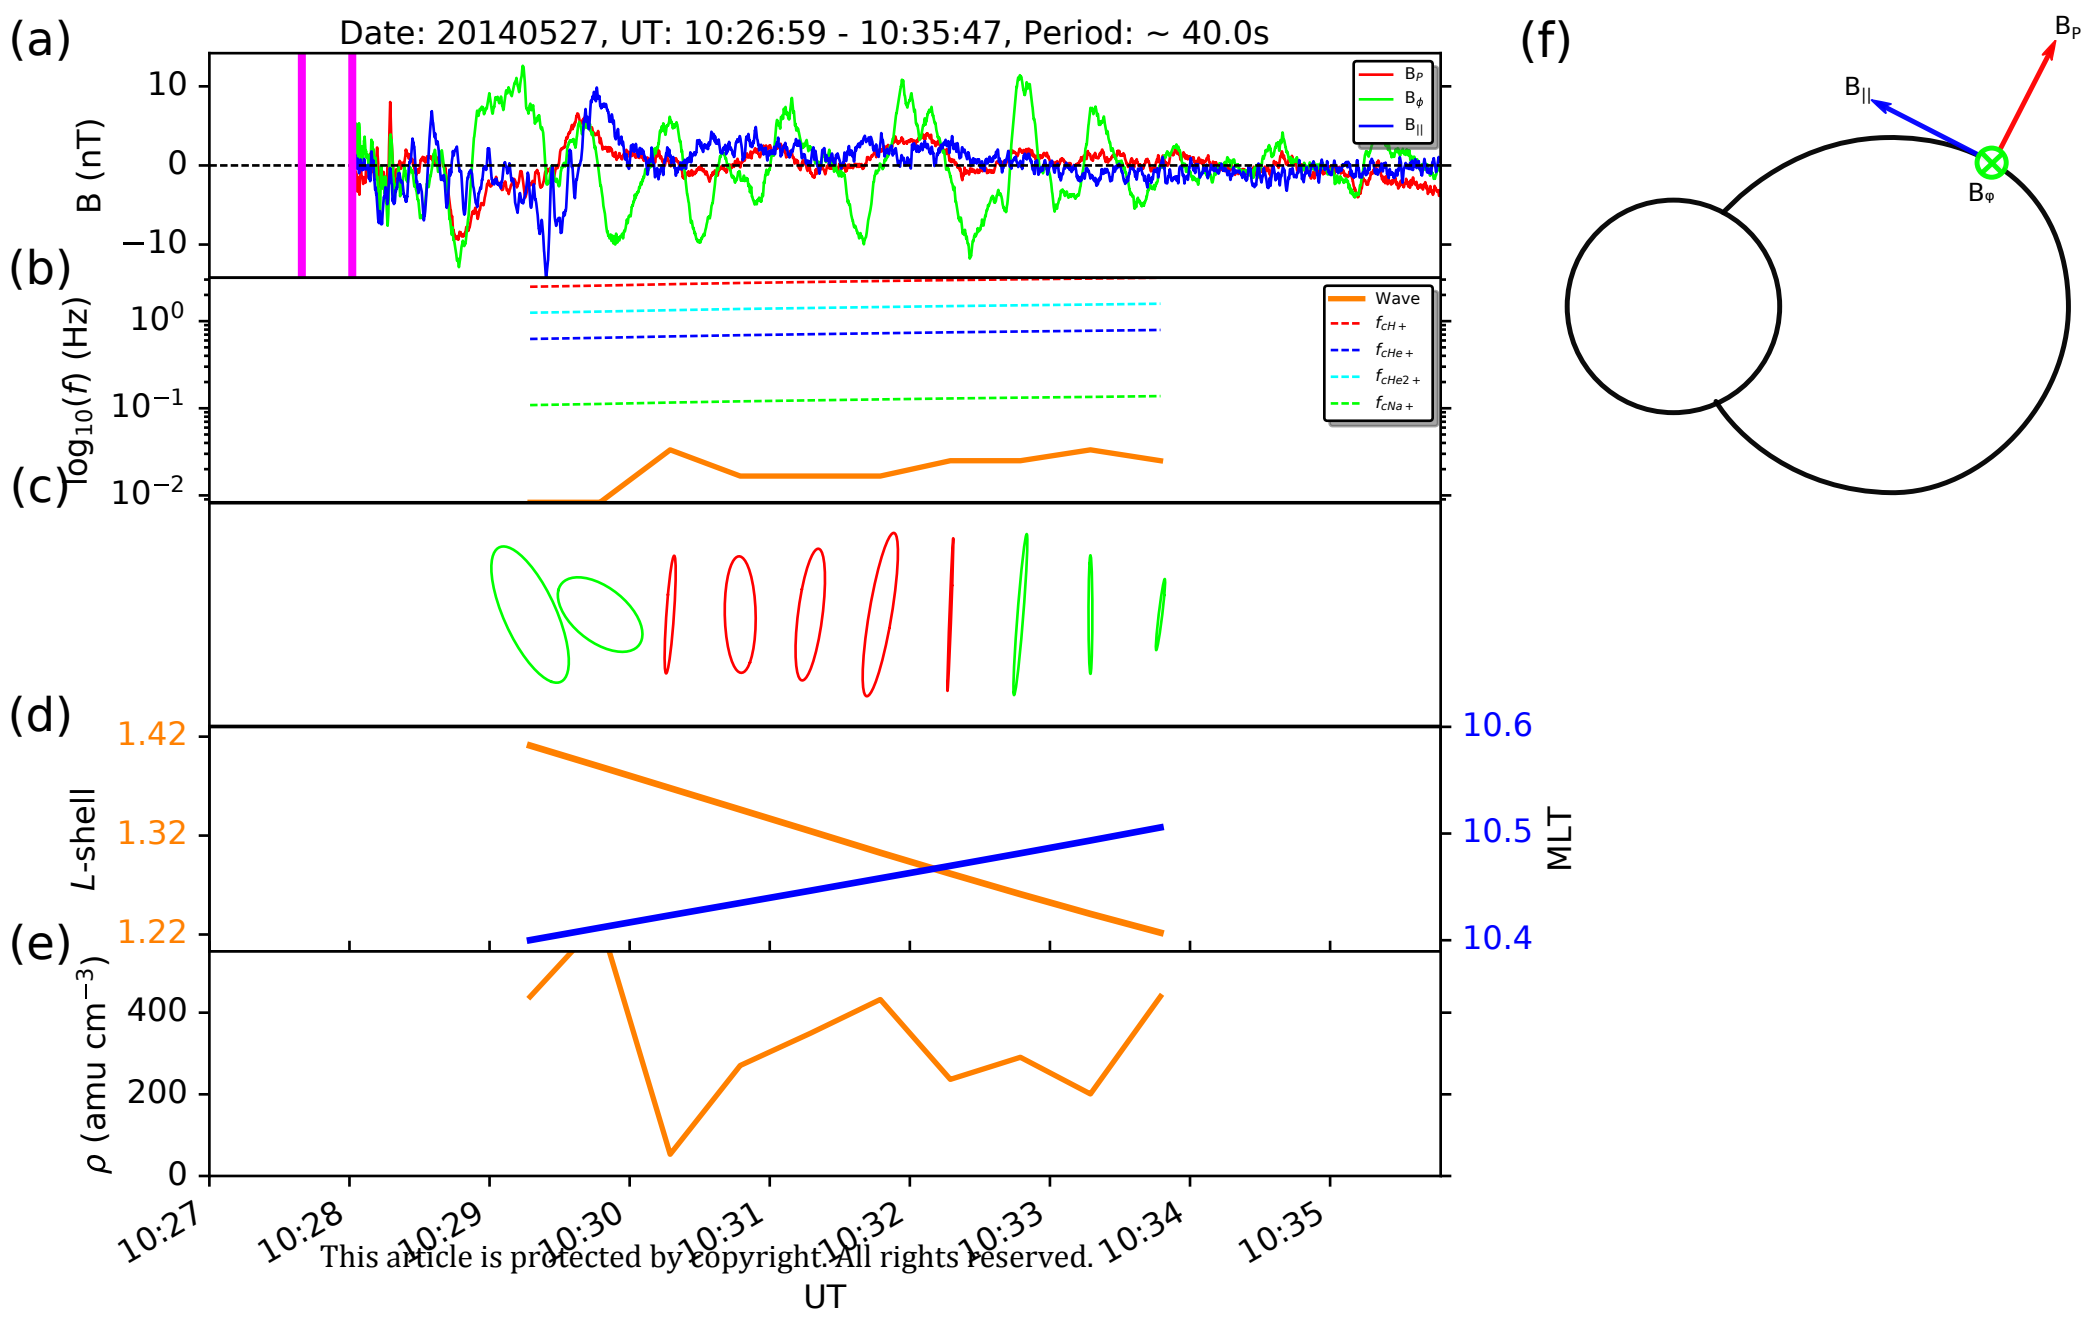 (a)
Date: 20140527, UT: 10:26:59 - 10:35:47, Period: ~ 40.0s
B (nT)
10
0
−10
B_P
B_ϕ
B_||
(b)
log₁₀(f) (Hz)
10⁰
10⁻¹
10⁻²
Wave
f_cH+
f_cHe+
f_cHe2+
f_cNa+
(c)
(d)
L-shell
1.42
1.32
1.22
10.6
10.5
10.4
MLT
(e)
ρ (amu cm⁻³)
400
200
0
10:27 10:28 10:29 10:30 10:31 10:32 10:33 10:34 10:35
This article is protected by copyright. All rights reserved.
UT
(f)
B_P
B_||
B_φ